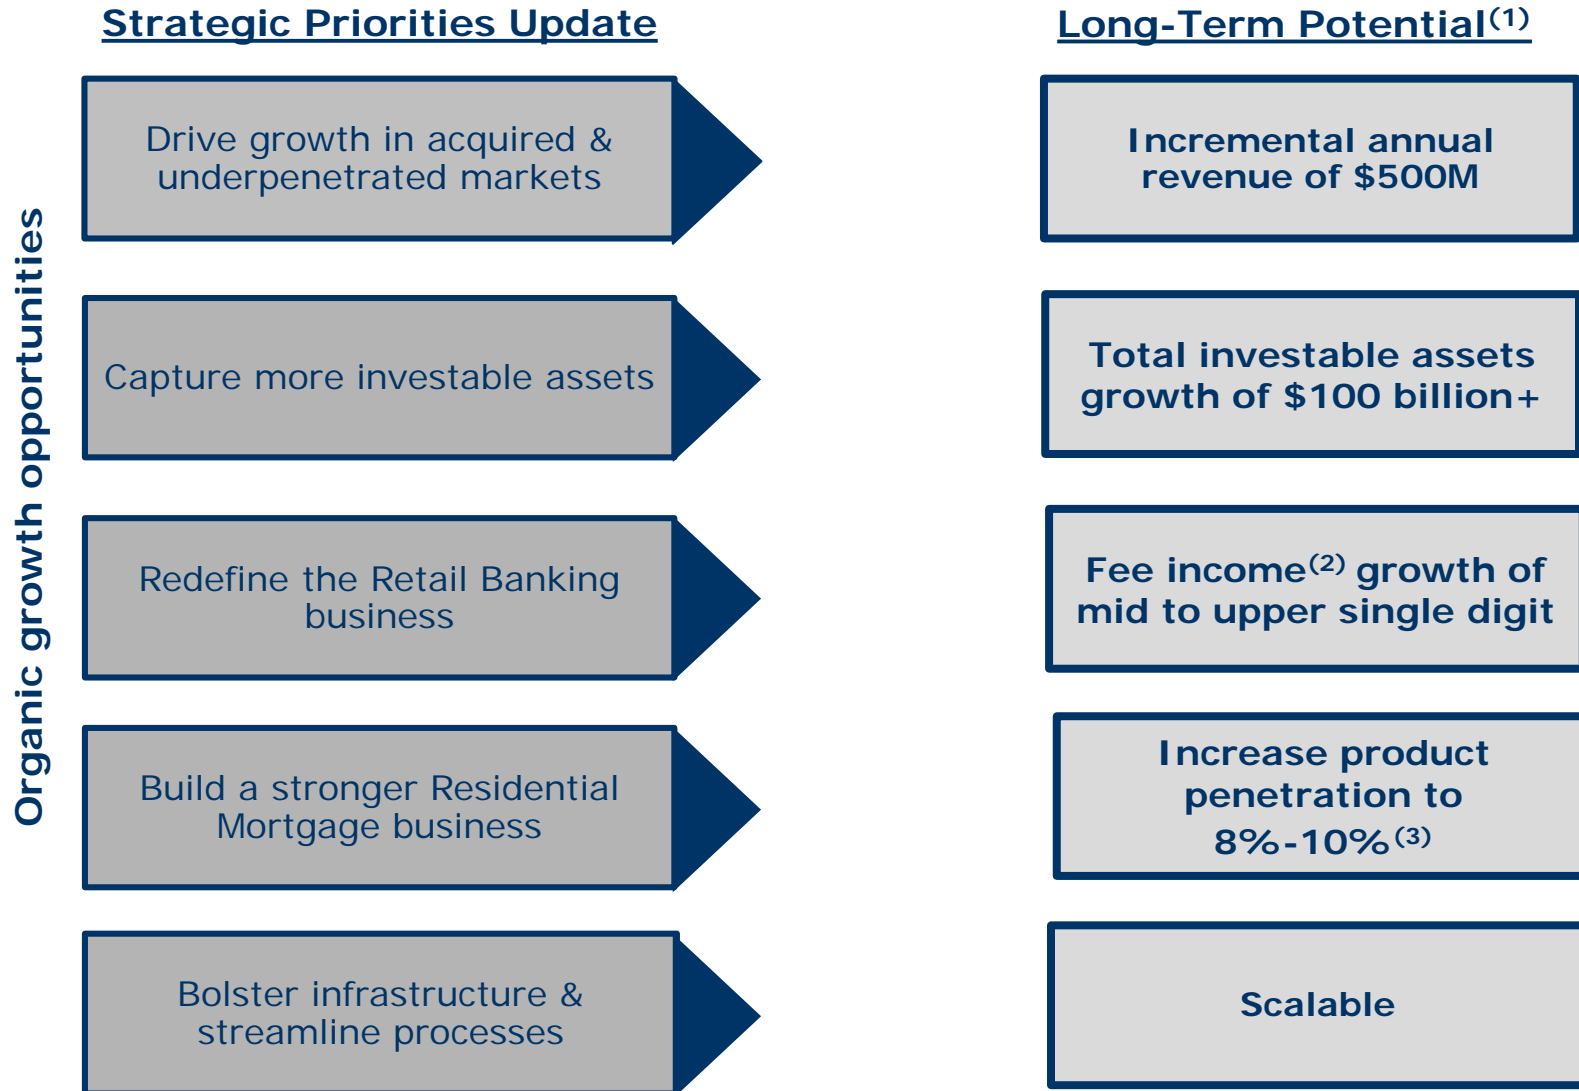 Strategic Priorities Update
Long-Term Potential(1)
Organic growth opportunities
Drive growth in acquired &
underpenetrated markets
Incremental annual
revenue of $500M
Capture more investable assets
Total investable assets
growth of $100 billion+
Redefine the Retail Banking
business
Fee income(2) growth of
mid to upper single digit
Build a stronger Residential
Mortgage business
Increase product
penetration to
8%-10%(3)
Bolster infrastructure &
streamline processes
Scalable